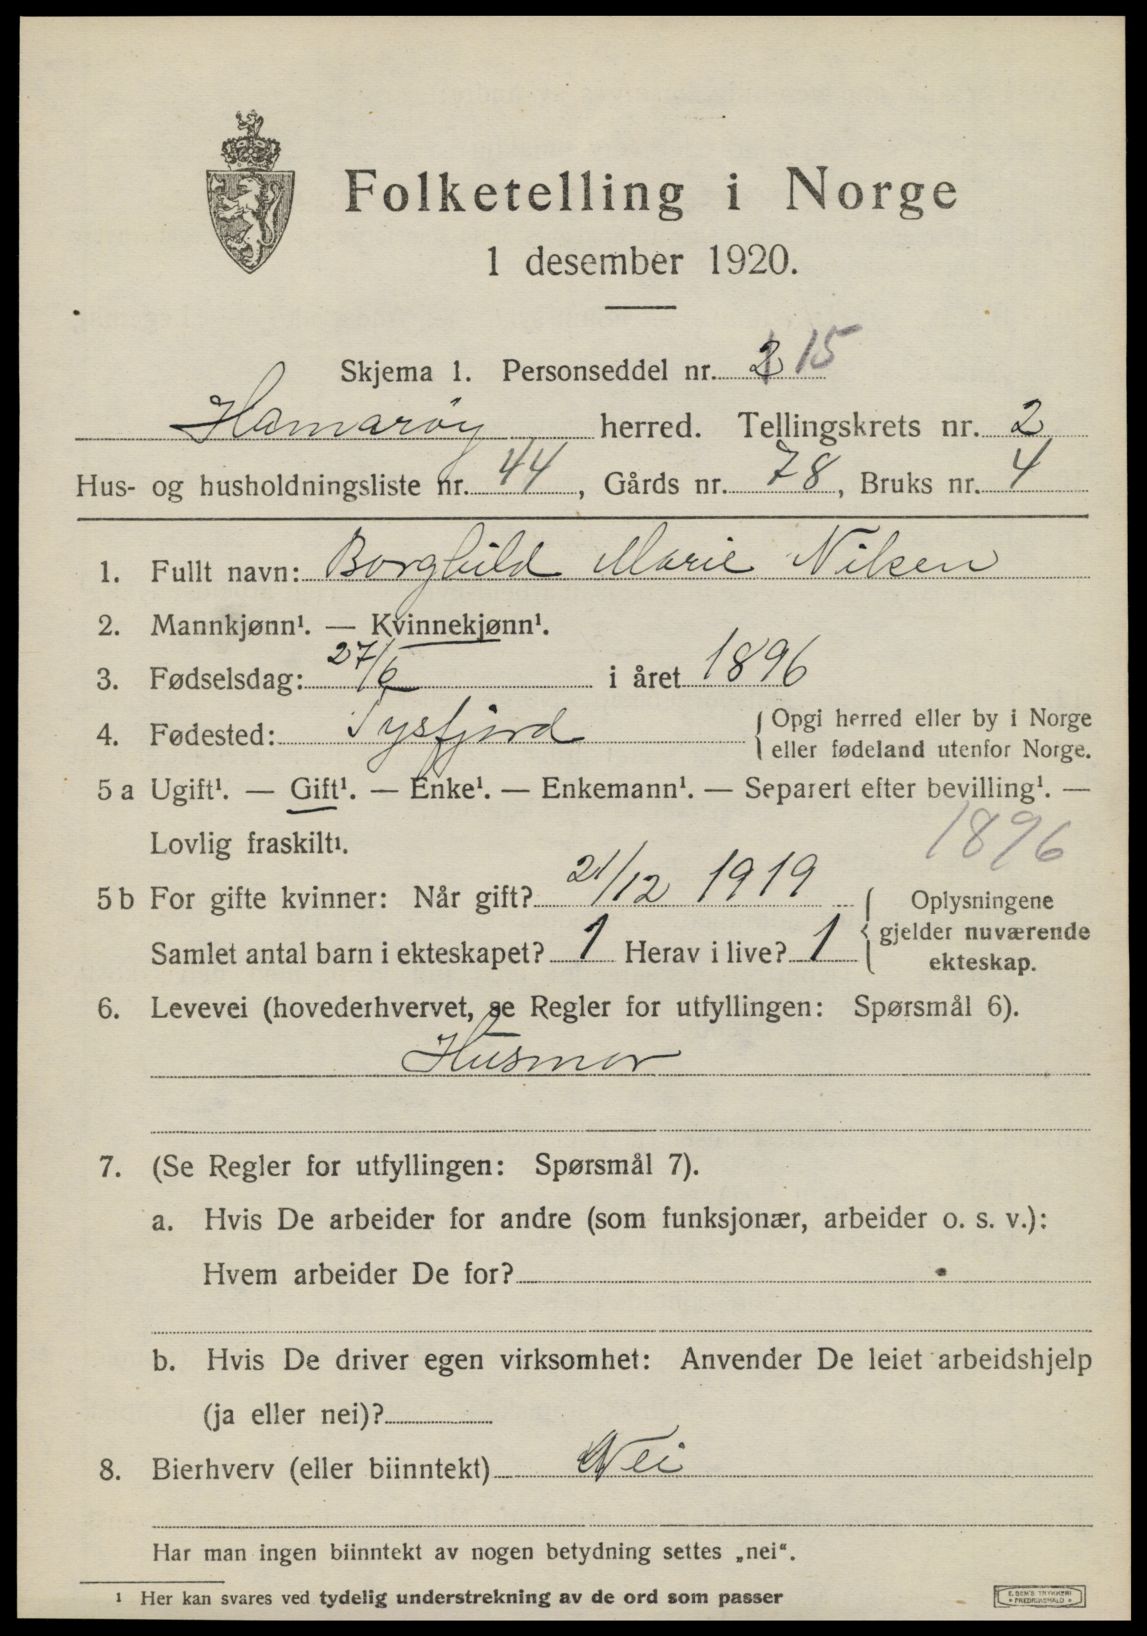 Folketelling i Norge
1 desember 1920.
Skjema 1. Personseddel nr. 2 15
Hamarøy herred. Tellingskrets nr. 2
Hus- og husholdningsliste nr. 44, Gårds nr. 78, Bruks nr. 4
1. Fullt navn: Borghild Marie Nilsen
2. Mannkjønn¹. — Kvinnekjønn¹.
3. Fødselsdag: 27/6 i året 1896
4. Fødested: Tysfjord { Opgi herred eller by i Norge
eller fødeland utenfor Norge.
5 a Ugift¹. — Gift¹. — Enke¹. — Enkemann¹. — Separert efter bevilling¹. —
Lovlig fraskilt¹. 1896
5 b For gifte kvinner: Når gift? 21/12 1919 { Oplysningene
gjelder nuværende
Samlet antal barn i ekteskapet? 1 Herav i live? 1 ekteskap.
6. Levevei (hovederhvervet, se Regler for utfyllingen: Spørsmål 6).
Husmor
7. (Se Regler for utfyllingen: Spørsmål 7).
a. Hvis De arbeider for andre (som funksjonær, arbeider o. s. v.):
Hvem arbeider De for?
b. Hvis De driver egen virksomhet: Anvender De leiet arbeidshjelp
(ja eller nei)?
8. Bierhverv (eller biinntekt) Nei
Har man ingen biinntekt av nogen betydning settes „nei“.
¹ Her kan svares ved tydelig understrekning av de ord som passer
E. SEM'S TRYKKERI
FREDRIKSHALD